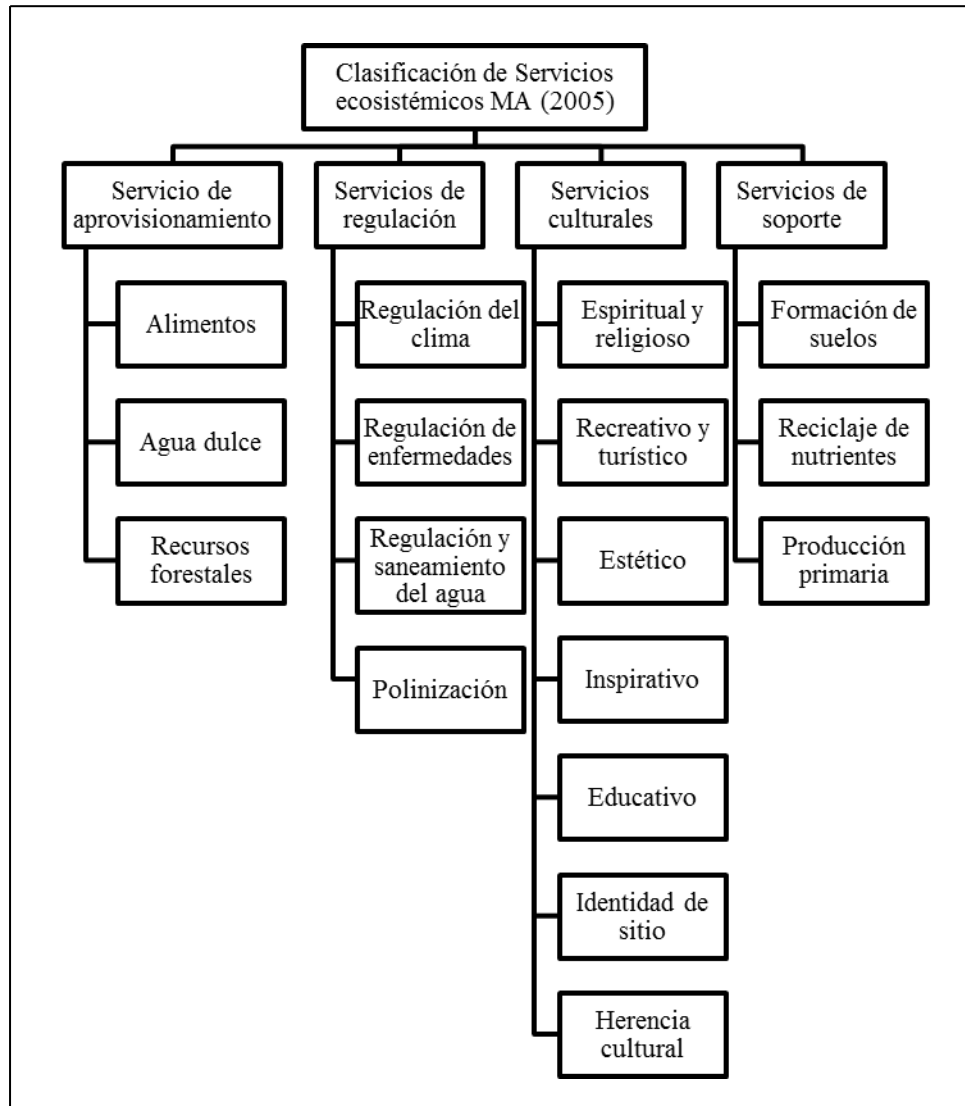 Clasificación de Servicios
ecosistémicos MA (2005)
Servicio de
aprovisionamiento
Alimentos
Agua dulce
Recursos
forestales
Servicios de
regulación
Regulación del
clima
Regulación de
enfermedades
Regulación y
saneamiento
del agua
Polinización
Servicios
culturales
Espiritual y
religioso
Recreativo y
turístico
Estético
Inspirativo
Educativo
Identidad de
sitio
Herencia
cultural
Servicios de
soporte
Formación de
suelos
Reciclaje de
nutrientes
Producción
primaria